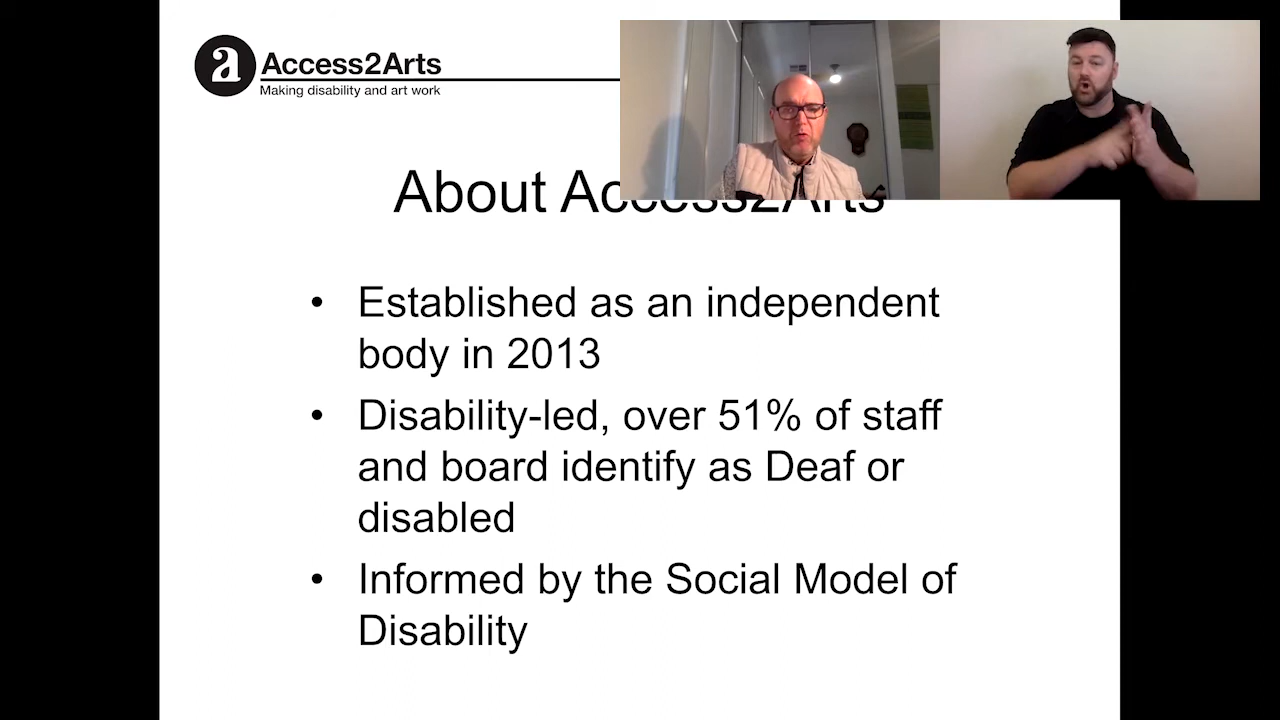 a
Access2Arts
Making disability and art work
About Access2Arts
• Established as an independent
body in 2013
• Disability-led, over 51% of staff
and board identify as Deaf or
disabled
• Informed by the Social Model of
Disability